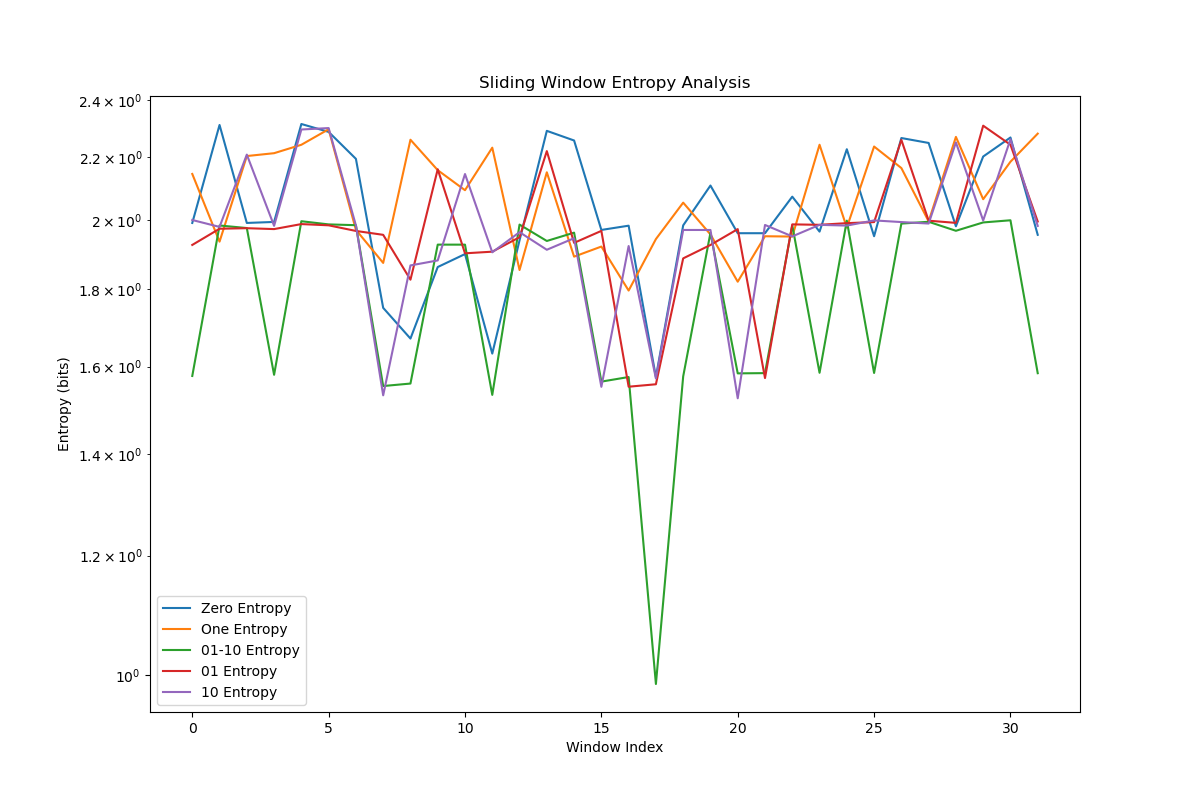 Sliding Window Entropy Analysis
2.4 × 10⁰
2.2 × 10⁰
2 × 10⁰
1.8 × 10⁰
1.6 × 10⁰
1.4 × 10⁰
1.2 × 10⁰
10⁰
Entropy (bits)
Zero Entropy
One Entropy
01-10 Entropy
01 Entropy
10 Entropy
0 5 10 15 20 25 30
Window Index